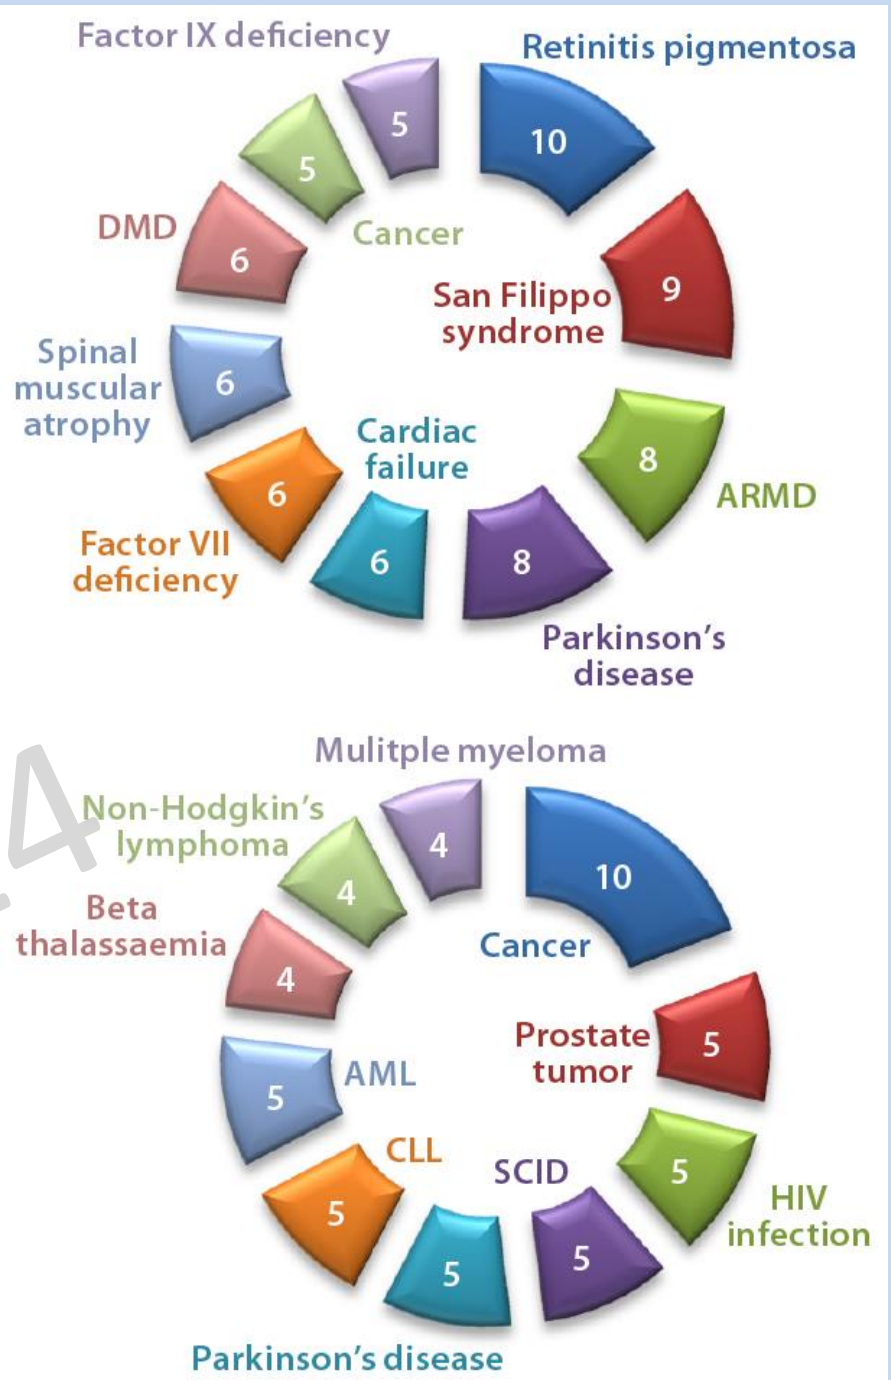 Factor IX deficiency
Retinitis pigmentosa
10
San Filippo
syndrome
9
8
ARMD
8
Parkinson's
disease
Cardiac
failure
6
6
Factor VII
deficiency
Spinal
muscular
atrophy
6
DMD
6
5
Cancer
5
Mulitple myeloma
10
Cancer
Prostate
tumor
5
5
HIV
infection
SCID
5
5
Parkinson's disease
CLL
5
AML
5
Beta
thalassaemia
4
Non-Hodgkin's
lymphoma
4
4
4